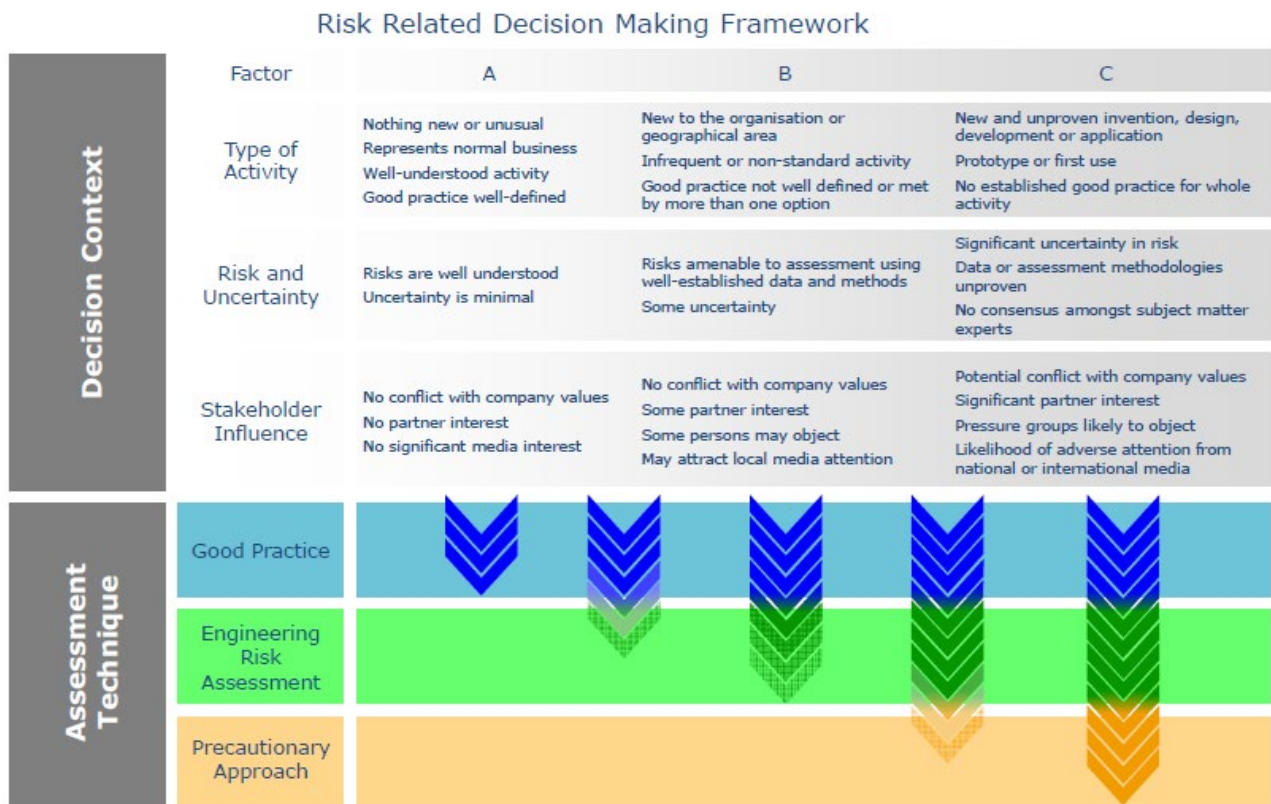 Risk Related Decision Making Framework
Decision Context
Factor
A
B
C
Type of
Activity
Nothing new or unusual
Represents normal business
Well-understood activity
Good practice well-defined
New to the organisation or
geographical area
Infrequent or non-standard activity
Good practice not well defined or met
by more than one option
New and unproven invention, design,
development or application
Prototype or first use
No established good practice for whole
activity
Risk and
Uncertainty
Risks are well understood
Uncertainty is minimal
Risks amenable to assessment using
well-established data and methods
Some uncertainty
Significant uncertainty in risk
Data or assessment methodologies
unproven
No consensus amongst subject matter
experts
Stakeholder
Influence
No conflict with company values
No partner interest
No significant media interest
No conflict with company values
Some partner interest
Some persons may object
May attract local media attention
Potential conflict with company values
Significant partner interest
Pressure groups likely to object
Likelihood of adverse attention from
national or international media
Assessment
Technique
Good Practice
Engineering
Risk
Assessment
Precautionary
Approach